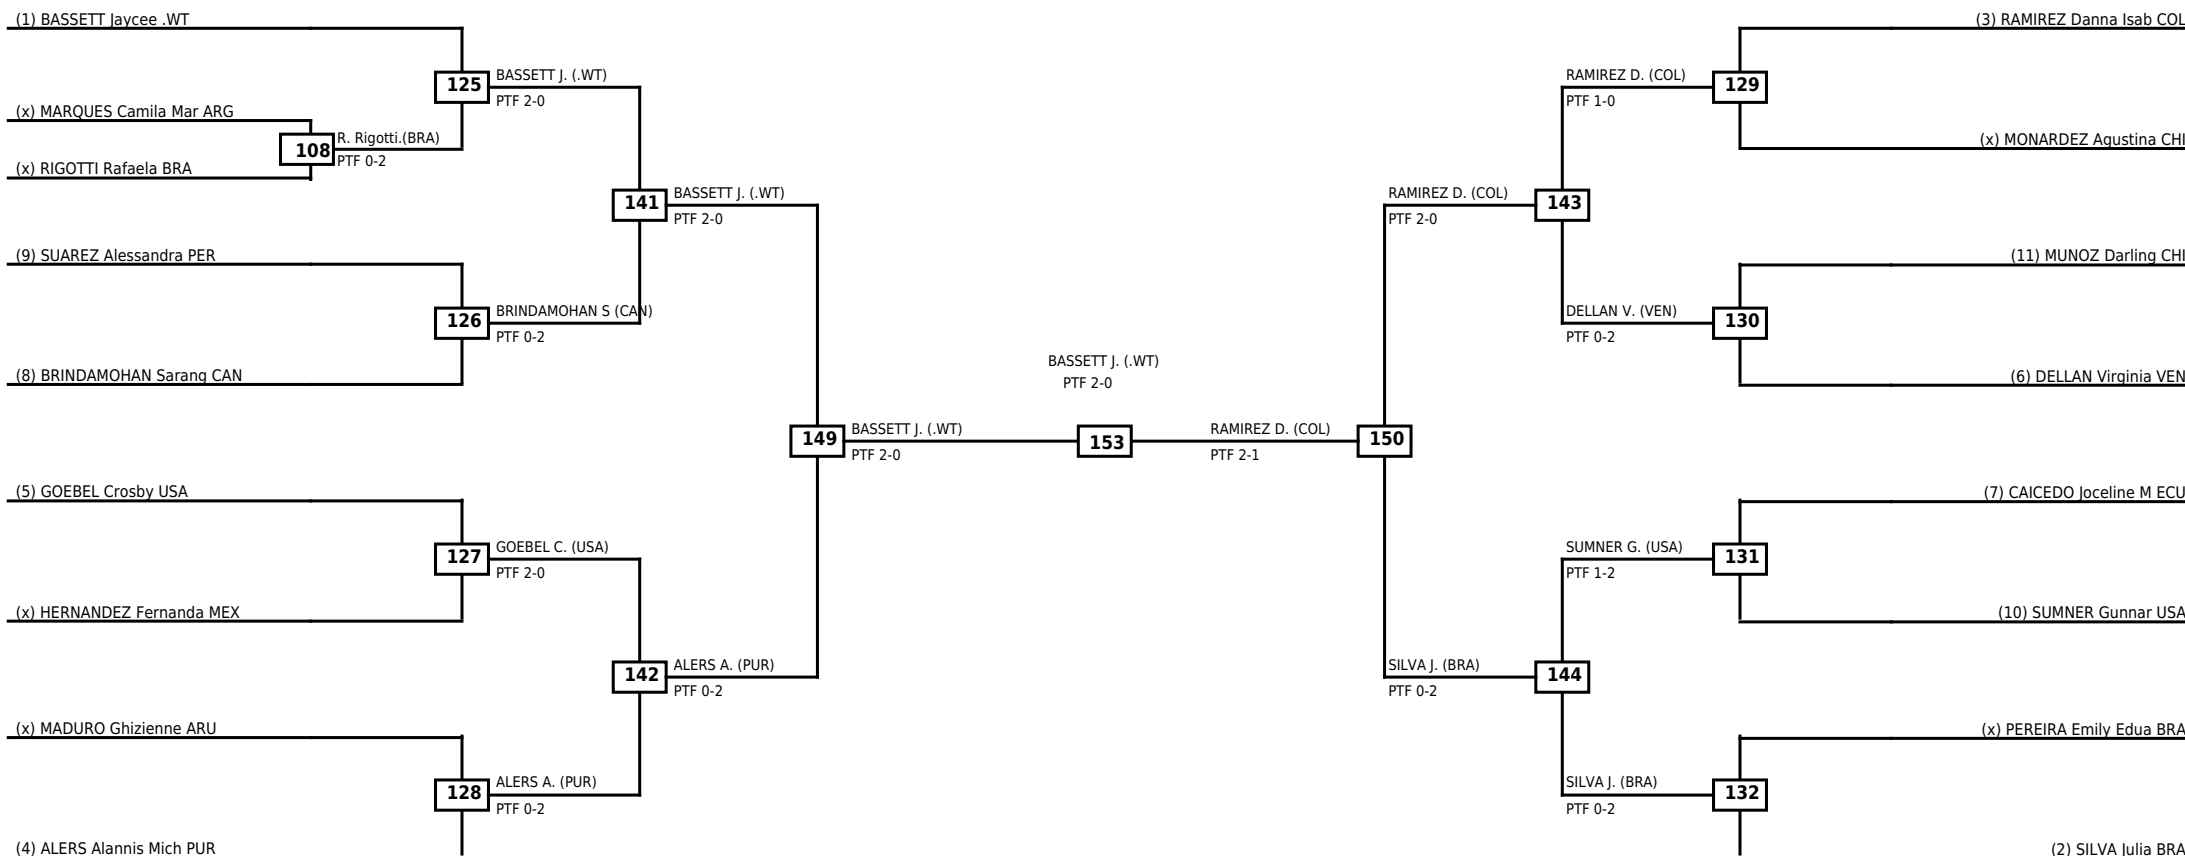 (1) BASSETT Jaycee .WT
(3) RAMIREZ Danna Isab COL
125
BASSETT J. (.WT)
PTF 2-0
RAMIREZ D. (COL)
PTF 1-0
129
(x) MARQUES Camila Mar ARG
108
R. Rigotti.(BRA)
PTF 0-2
(x) MONARDEZ Agustina CHI
(x) RIGOTTI Rafaela BRA
141
BASSETT J. (.WT)
PTF 2-0
RAMIREZ D. (COL)
PTF 2-0
143
(9) SUAREZ Alessandra PER
(11) MUNOZ Darling CHI
126
BRINDAMOHAN S (CAN)
PTF 0-2
DELLAN V. (VEN)
PTF 0-2
130
(8) BRINDAMOHAN Sarang CAN
BASSETT J. (.WT)
PTF 2-0
(6) DELLAN Virginia VEN
149
BASSETT J. (.WT)
PTF 2-0
153
RAMIREZ D. (COL)
PTF 2-1
150
(5) GOEBEL Crosby USA
(7) CAICEDO Joceline M ECU
127
GOEBEL C. (USA)
PTF 2-0
SUMNER G. (USA)
PTF 1-2
131
(x) HERNANDEZ Fernanda MEX
(10) SUMNER Gunnar USA
142
ALERS A. (PUR)
PTF 0-2
SILVA J. (BRA)
PTF 0-2
144
(x) MADURO Ghizienne ARU
(x) PEREIRA Emily Edua BRA
128
ALERS A. (PUR)
PTF 0-2
SILVA J. (BRA)
PTF 0-2
132
(4) ALERS Alannis Mich PUR
(2) SILVA Julia BRA